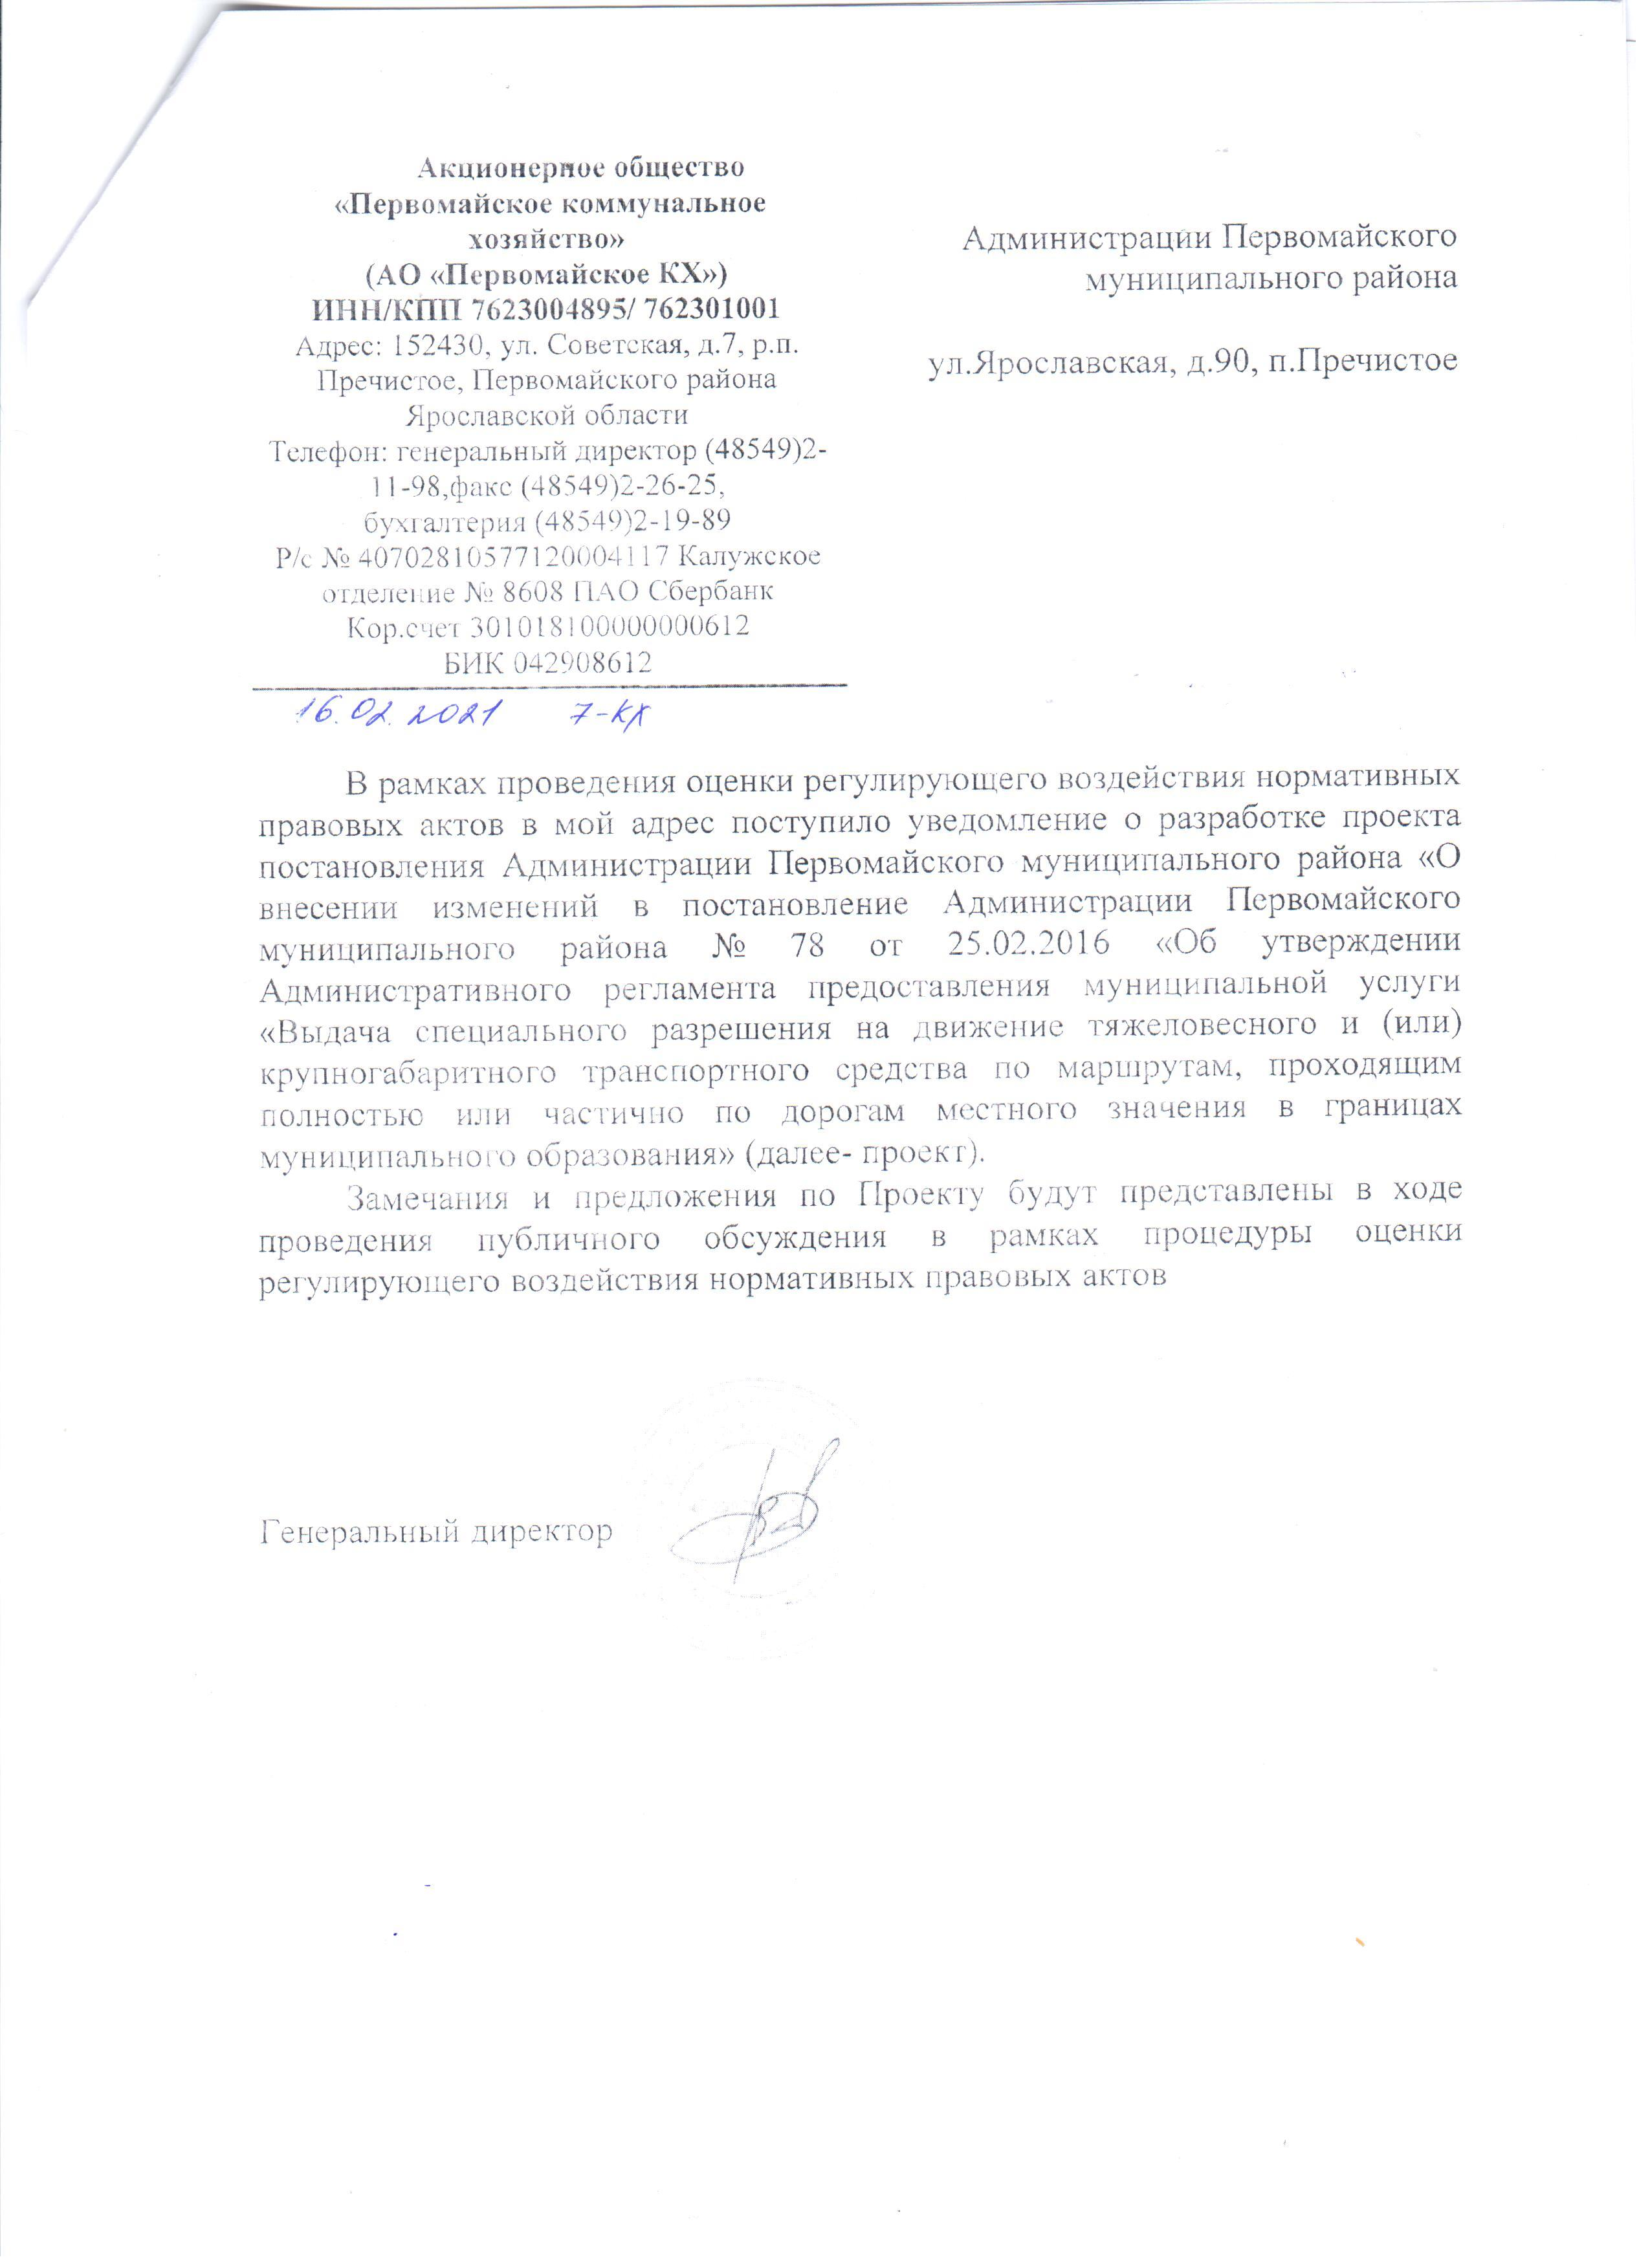 Акционерное общество
«Первомайское коммунальное
хозяйство»
(АО «Первомайское КХ»)
ИНН/КПП 7623004895/ 762301001
Адрес: 152430, ул. Советская, д.7, р.п.
Пречистое, Первомайского района
Ярославской области
Телефон: генеральный директор (48549)2-
11-98,факс (48549)2-26-25,
бухгалтерия (48549)2-19-89
Р/с № 40702810577120004117 Калужское
отделение № 8608 ПАО Сбербанк
Кор.счет 301018100000000612
БИК 042908612
16.02.2021 7-КХ
Администрации Первомайского
муниципального района
ул.Ярославская, д.90, п.Пречистое
В рамках проведения оценки регулирующего воздействия нормативных
правовых актов в мой адрес поступило уведомление о разработке проекта
постановления Администрации Первомайского муниципального района «О
внесении изменений в постановление Администрации Первомайского
муниципального района № 78 от 25.02.2016 «Об утверждении
Административного регламента предоставления муниципальной услуги
«Выдача специального разрешения на движение тяжеловесного и (или)
крупногабаритного транспортного средства по маршрутам, проходящим
полностью или частично по дорогам местного значения в границах
муниципального образования» (далее- проект).
Замечания и предложения по Проекту будут представлены в ходе
проведения публичного обсуждения в рамках процедуры оценки
регулирующего воздействия нормативных правовых актов
Генеральный директор